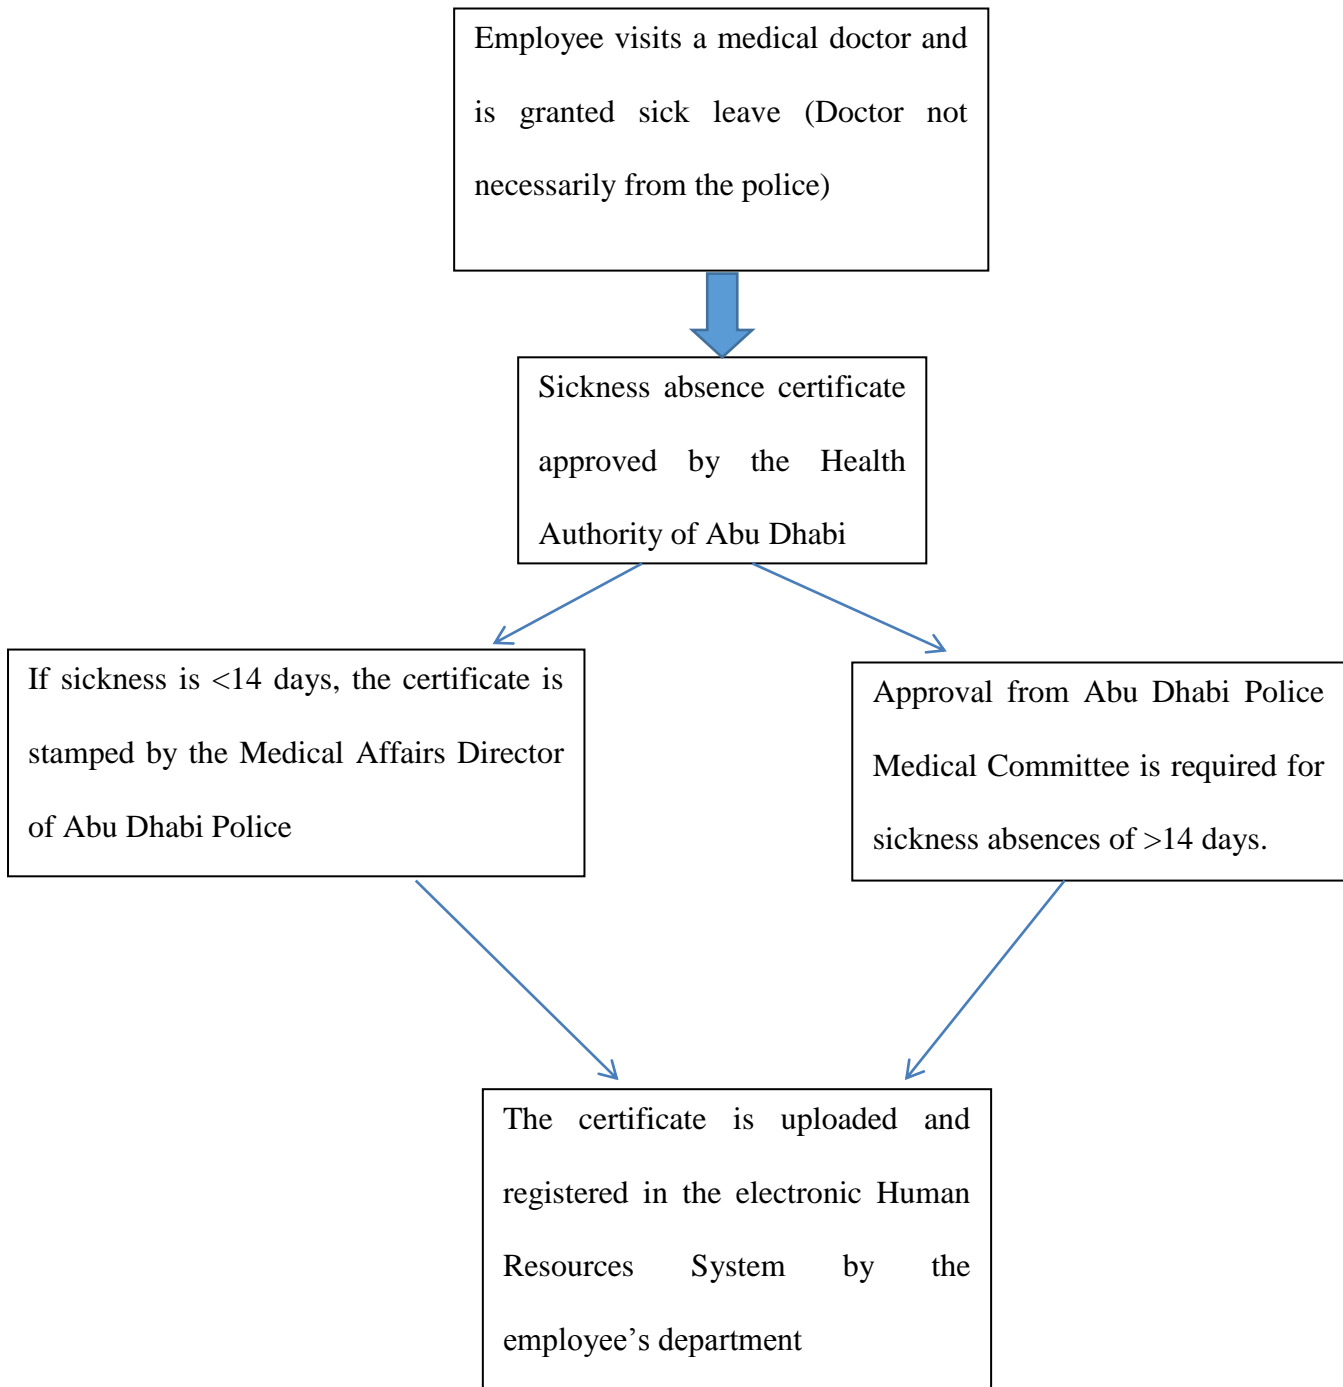 Employee visits a medical doctor and
is granted sick leave (Doctor not
necessarily from the police)
Sickness absence certificate
approved by the Health
Authority of Abu Dhabi
If sickness is <14 days, the certificate is
stamped by the Medical Affairs Director
of Abu Dhabi Police
Approval from Abu Dhabi Police
Medical Committee is required for
sickness absences of >14 days.
The certificate is uploaded and
registered in the electronic Human
Resources System by the
employee’s department